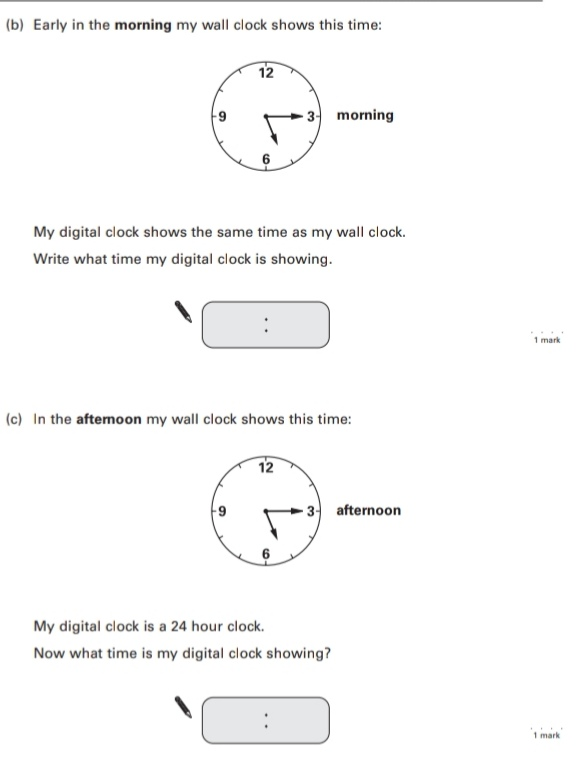 (b) Early in the morning my wall clock shows this time:
12
9
3
morning
6
My digital clock shows the same time as my wall clock.
Write what time my digital clock is showing.
:
1 mark
(c) In the afternoon my wall clock shows this time:
12
9
3
afternoon
6
My digital clock is a 24 hour clock.
Now what time is my digital clock showing?
:
1 mark